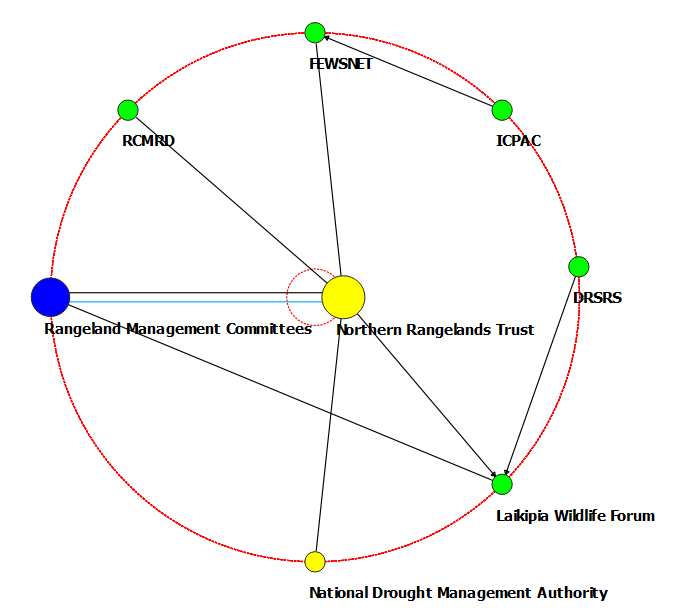 FEWSNET
RCMRD
ICPAC
DRSRS
Rangeland Management Committees
Northern Rangelands Trust
Laikipia Wildlife Forum
National Drought Management Authority